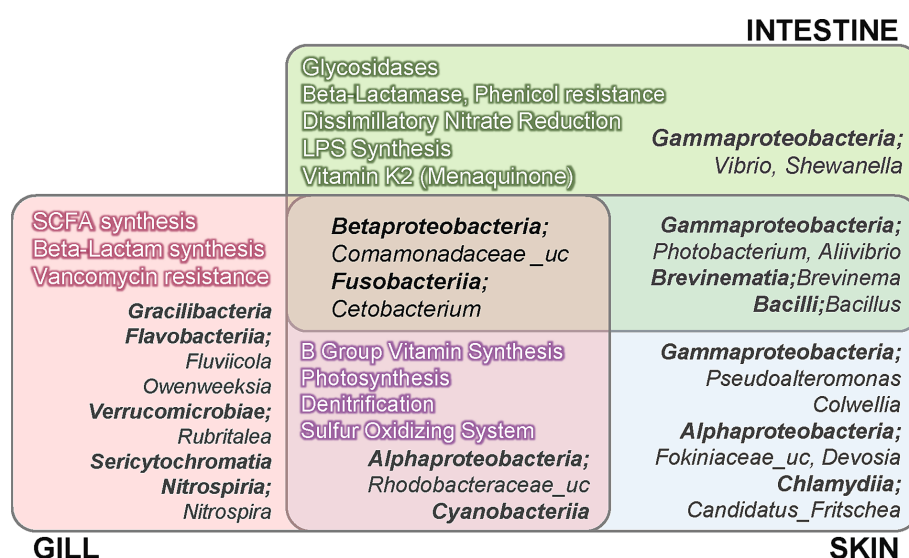 INTESTINE
Glycosidases
Beta-Lactamase, Phenicol resistance
Dissimillatory Nitrate Reduction
LPS Synthesis
Vitamin K2 (Menaquinone)
Gammaproteobacteria;
Vibrio, Shewanella
SCFA synthesis
Beta-Lactam synthesis
Vancomycin resistance
Gracilibacteria
Flavobacteriia;
Fluviicola
Owenweeksia
Verrucomicrobiae;
Rubritalea
Sericytochromatia
Nitrospiria;
Nitrospira
Betaproteobacteria;
Comamonadaceae_uc
Fusobacteriia;
Cetobacterium
Gammaproteobacteria;
Photobacterium, Aliivibrio
Brevinematia;Brevinema
Bacilli;Bacillus
B Group Vitamin Synthesis
Photosynthesis
Denitrification
Sulfur Oxidizing System
Alphaproteobacteria;
Rhodobacteraceae_uc
Cyanobacteriia
Gammaproteobacteria;
Pseudoalteromonas
Colwellia
Alphaproteobacteria;
Fokiniaceae_uc, Devosia
Chlamydiia;
Candidatus_Fritschea
GILL
SKIN